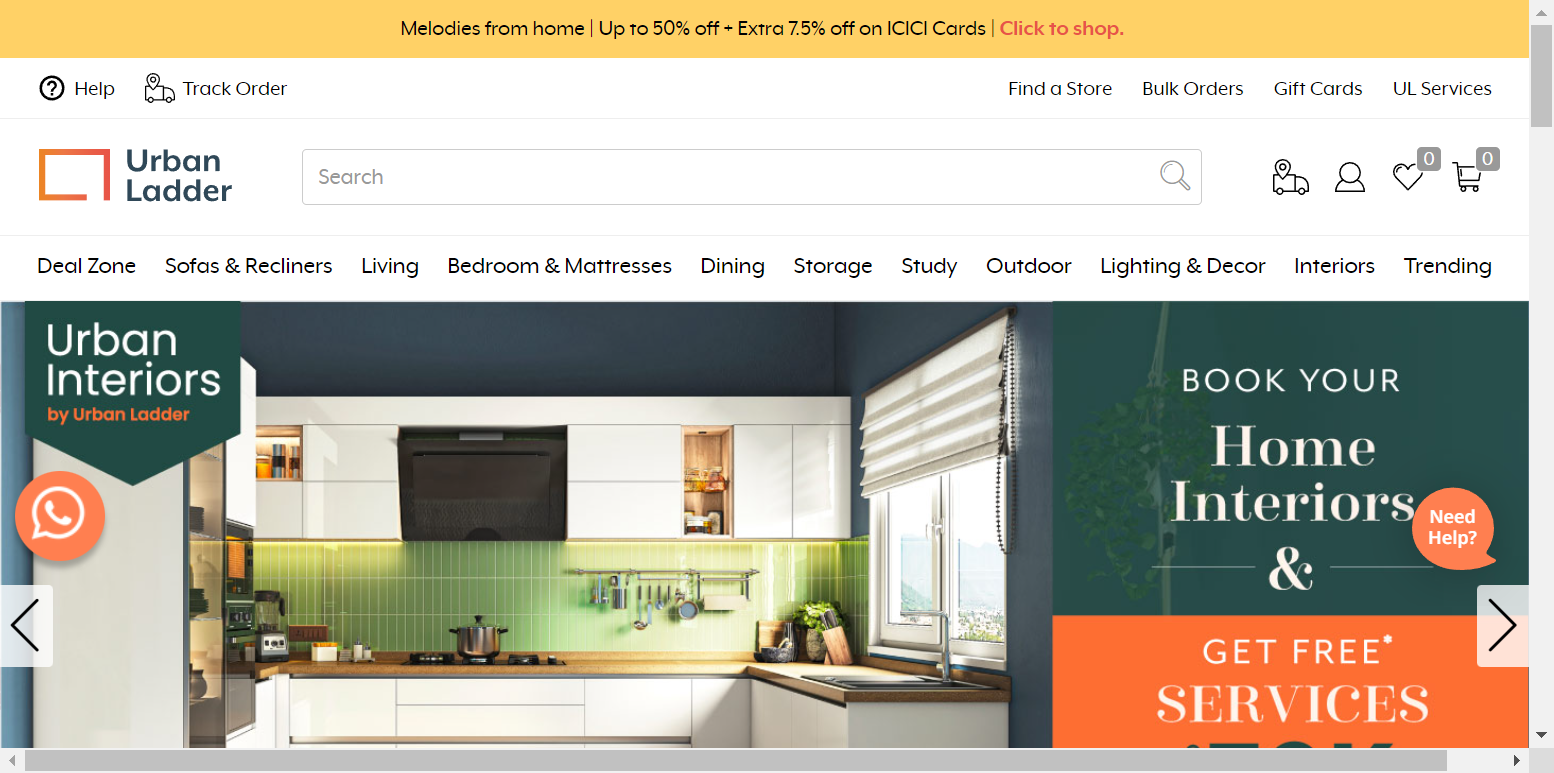 Melodies from home | Up to 50% off + Extra 7.5% off on ICICI Cards | Click to shop.
Help
Track Order
Find a Store
Bulk Orders
Gift Cards
UL Services
Urban
Ladder
Search
0
0
Deal Zone
Sofas & Recliners
Living
Bedroom & Mattresses
Dining
Storage
Study
Outdoor
Lighting & Decor
Interiors
Trending
Urban
Interiors
by Urban Ladder
BOOK YOUR
Home
Interiors
&
Need
Help?
GET FREE*
SERVICES